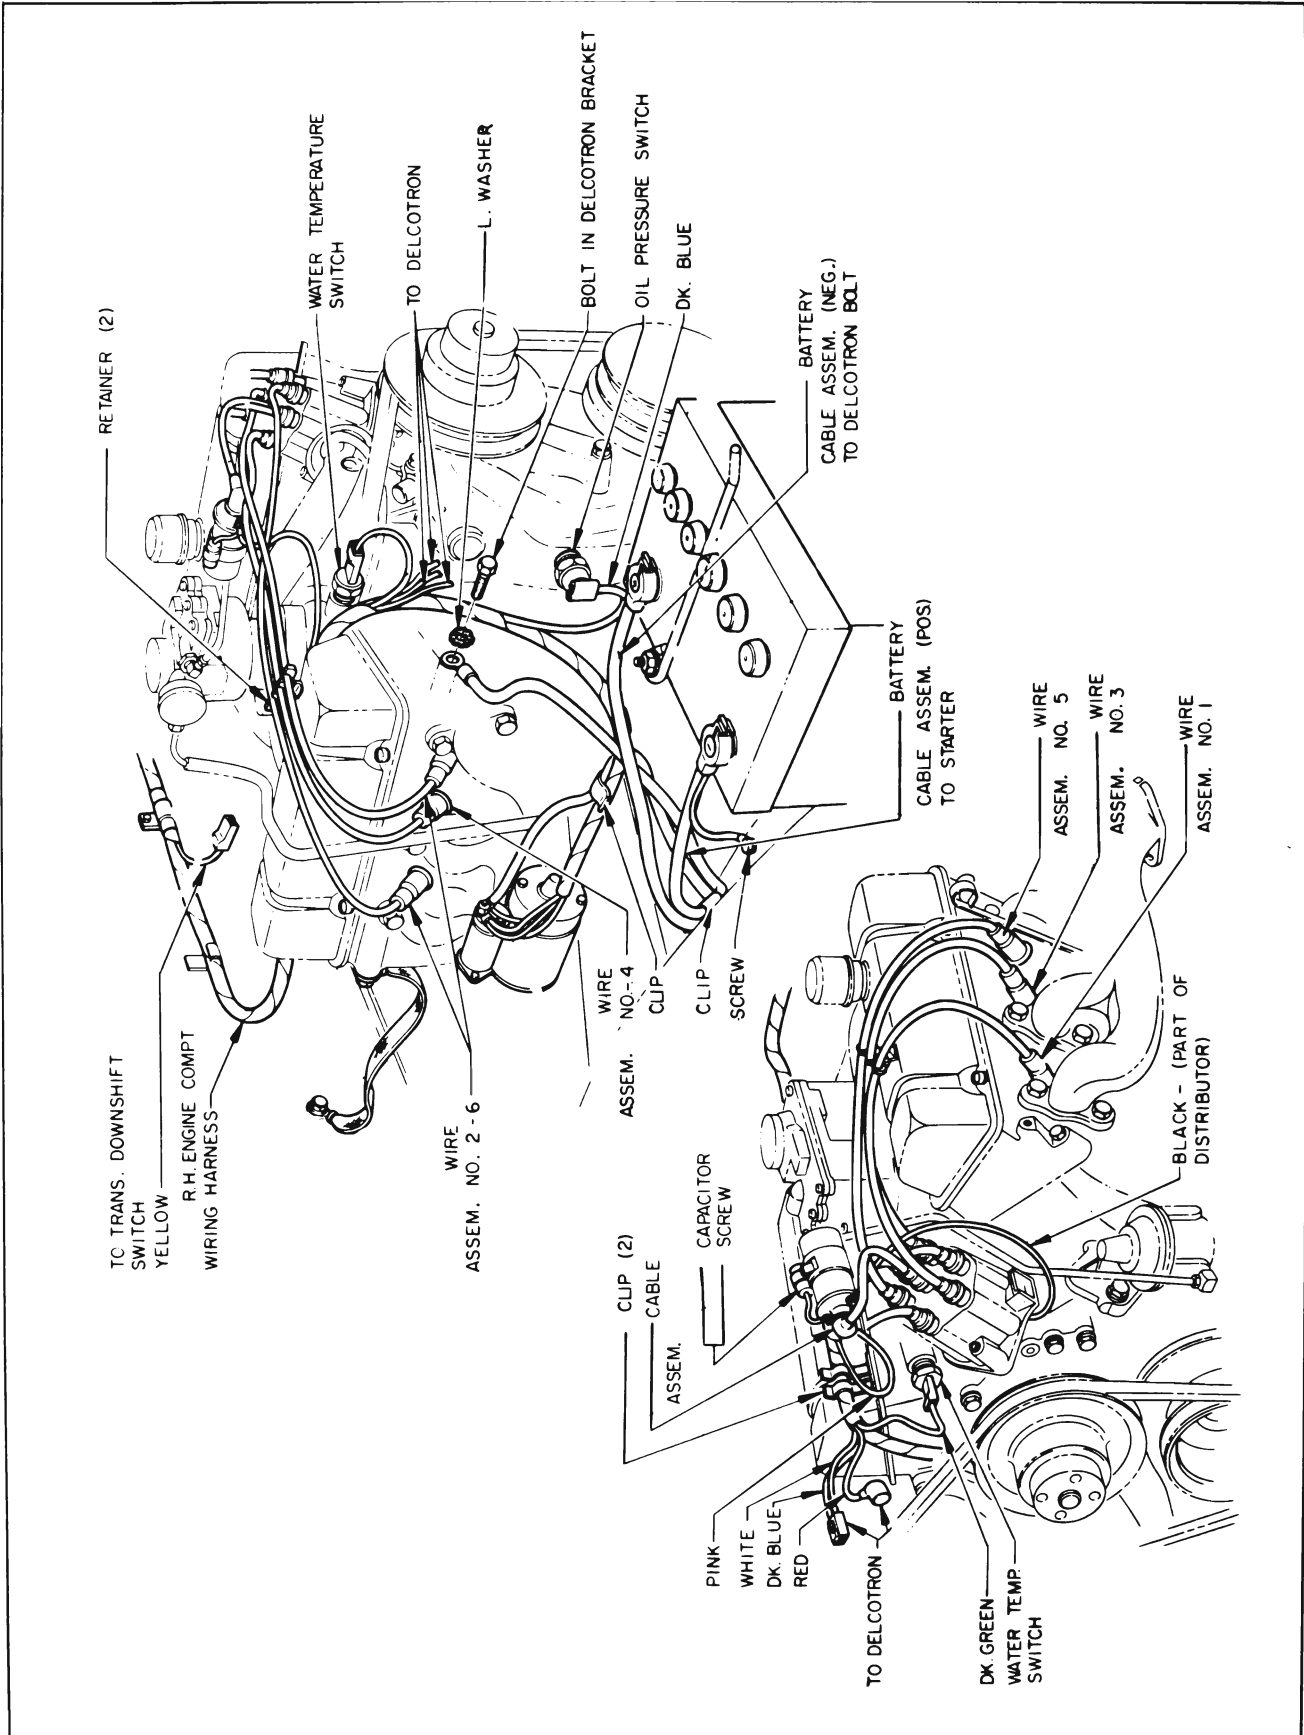 RETAINER (2)
WATER TEMPERATURE
SWITCH
TO DELCOTRON
L. WASHER
BOLT IN DELCOTRON BRACKET
OIL PRESSURE SWITCH
DK. BLUE
BATTERY
CABLE ASSEM. (NEG.)
TO DELCOTRON BOLT
BATTERY
CABLE ASSEM. (POS)
TO STARTER
TO TRANS. DOWNSHIFT
SWITCH
YELLOW
R.H. ENGINE COMPT
WIRING HARNESS
WIRE
ASSEM. NO. 2-6
WIRE
ASSEM. NO.-4
CLIP
CLIP
SCREW
WIRE
ASSEM. NO. 5
WIRE
ASSEM. NO. 3
WIRE
ASSEM. NO. 1
CLIP (2)
CABLE
ASSEM.
CAPACITOR
SCREW
BLACK - (PART OF
DISTRIBUTOR)
PINK
WHITE
DK. BLUE
RED
TO DELCOTRON
DK. GREEN
WATER TEMP.
SWITCH